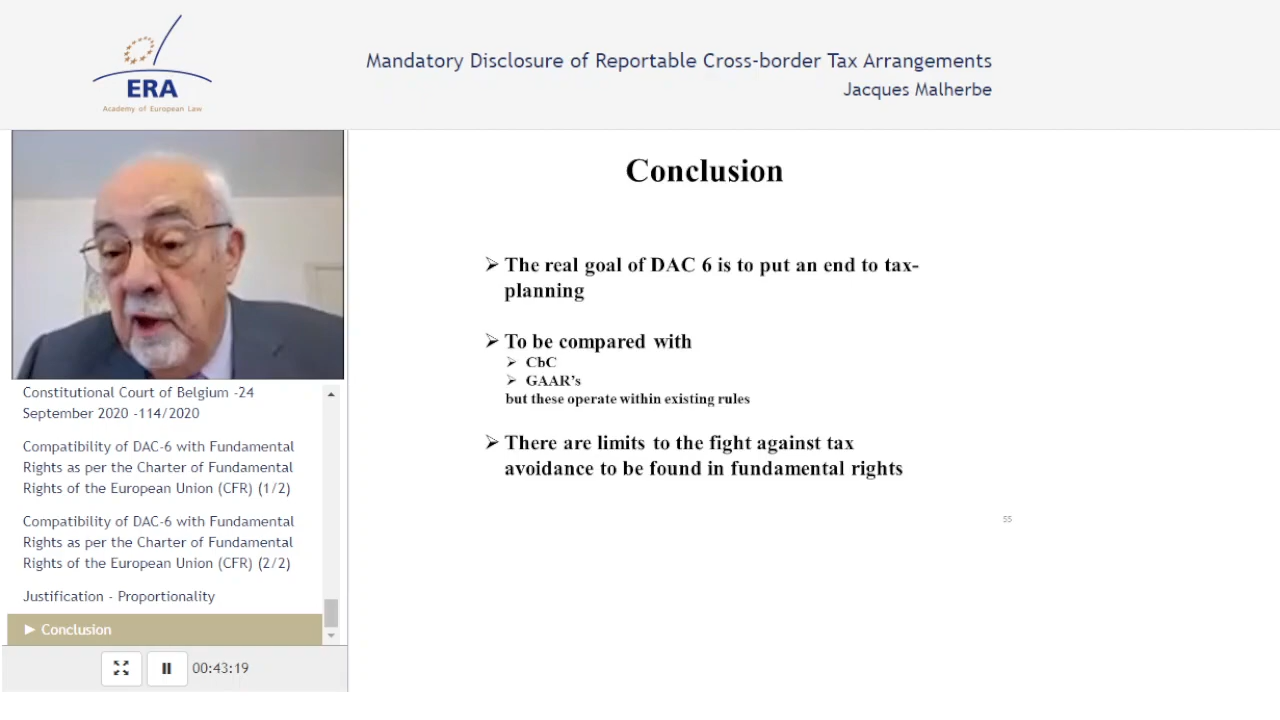 ERA
Academy of European Law
Mandatory Disclosure of Reportable Cross-border Tax Arrangements
Jacques Malherbe
Constitutional Court of Belgium -24
September 2020 -114/2020
Compatibility of DAC-6 with Fundamental
Rights as per the Charter of Fundamental
Rights of the European Union (CFR) (1/2)
Compatibility of DAC-6 with Fundamental
Rights as per the Charter of Fundamental
Rights of the European Union (CFR) (2/2)
Justification - Proportionality
Conclusion
00:43:19
Conclusion
The real goal of DAC 6 is to put an end to tax-
planning
To be compared with
CbC
GAAR’s
but these operate within existing rules
There are limits to the fight against tax
avoidance to be found in fundamental rights
55